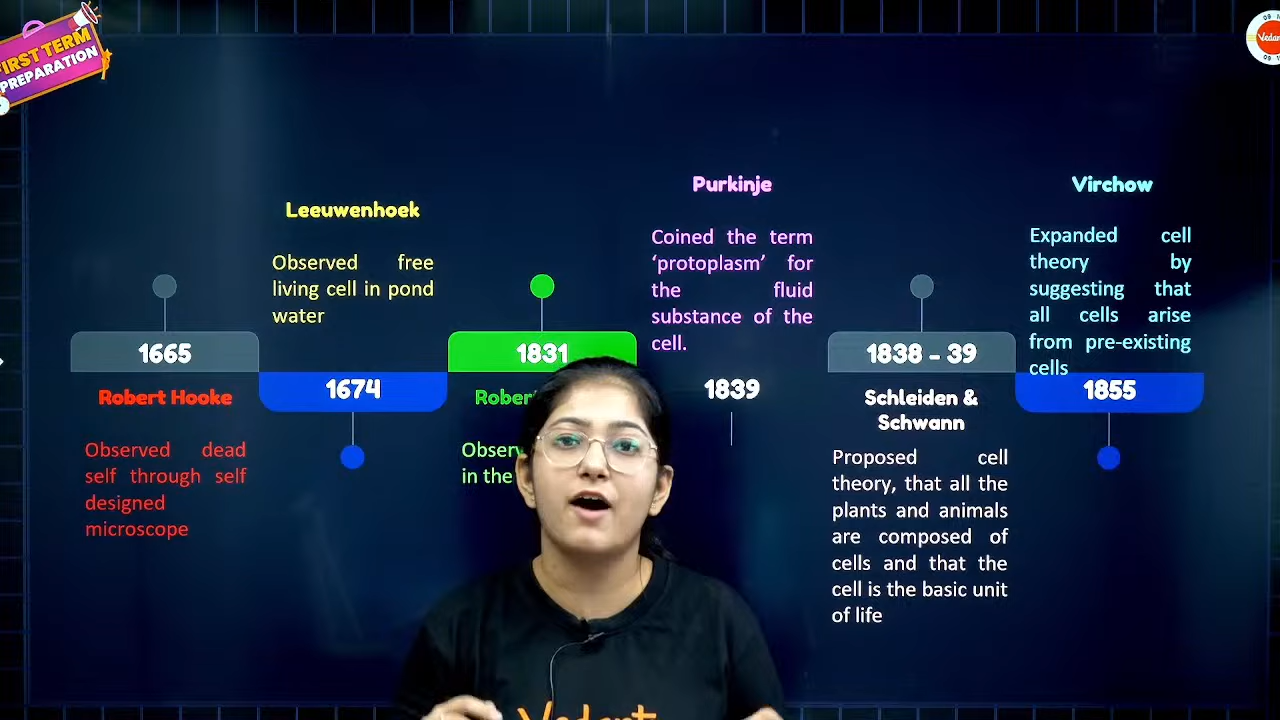 FIRST TERM
PREPARATION
Purkinje
Coined the term
‘protoplasm’ for
the fluid
substance of the
cell.
1839
Virchow
Expanded cell
theory by
suggesting that
all cells arise
from pre-existing
cells
1855
Leeuwenhoek
Observed free
living cell in pond
water
1674
1665
Robert Hooke
Observed dead
self through self
designed
microscope
1831
in the
1838 - 39
Schleiden &
Schwann
Proposed cell
theory, that all the
plants and animals
are composed of
cells and that the
cell is the basic unit
of life